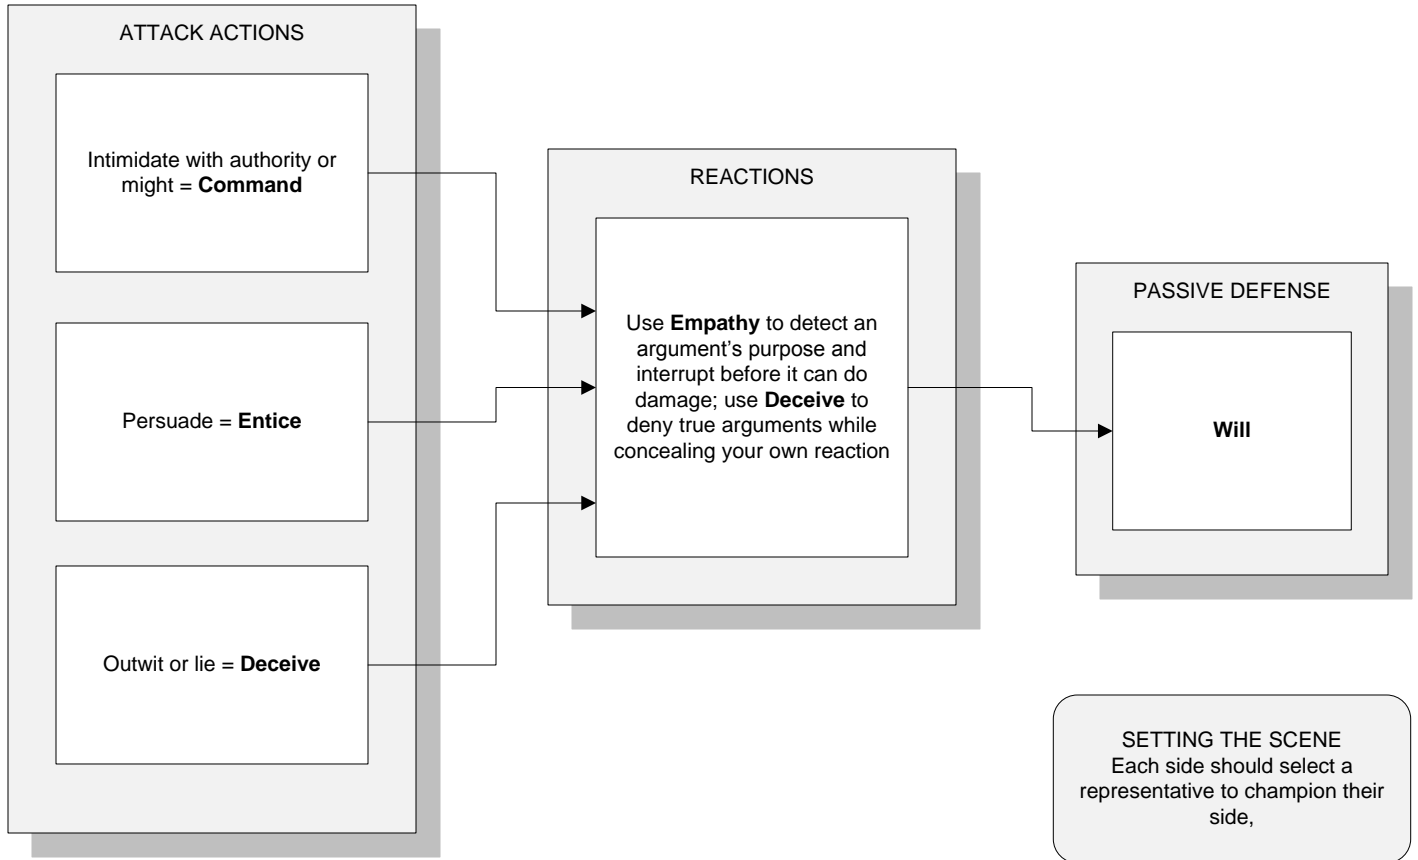 ATTACK ACTIONS
Intimidate with authority or
might = Command
Persuade = Entice
Outwit or lie = Deceive
REACTIONS
Use Empathy to detect an
argument’s purpose and
interrupt before it can do
damage; use Deceive to
deny true arguments while
concealing your own reaction
PASSIVE DEFENSE
Will
SETTING THE SCENE
Each side should select a
representative to champion their
side,